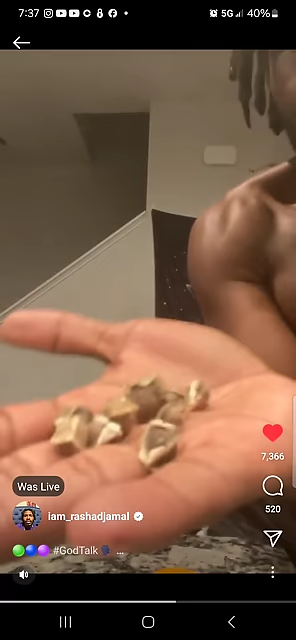 7:37 5G 40%
Was Live
iam_rashadjamal
#GodTalk ...
7,366
520